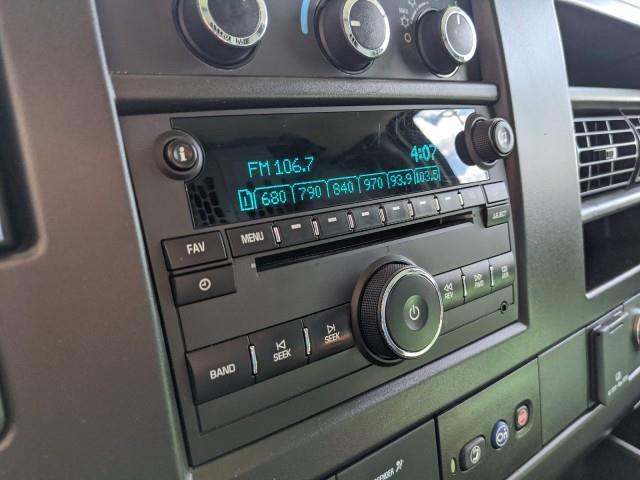 FM 106.7 4:07
1 680 790 840 970 93.9 103.5
FAV MENU EJECT
REV FWD
SEEK SEEK
BAND